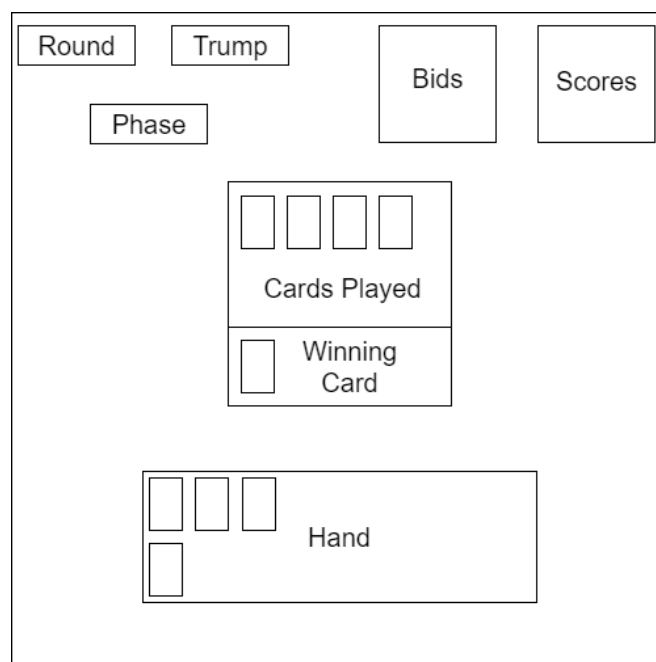 Round
Trump
Bids
Scores
Phase
Cards Played
Winning
Card
Hand